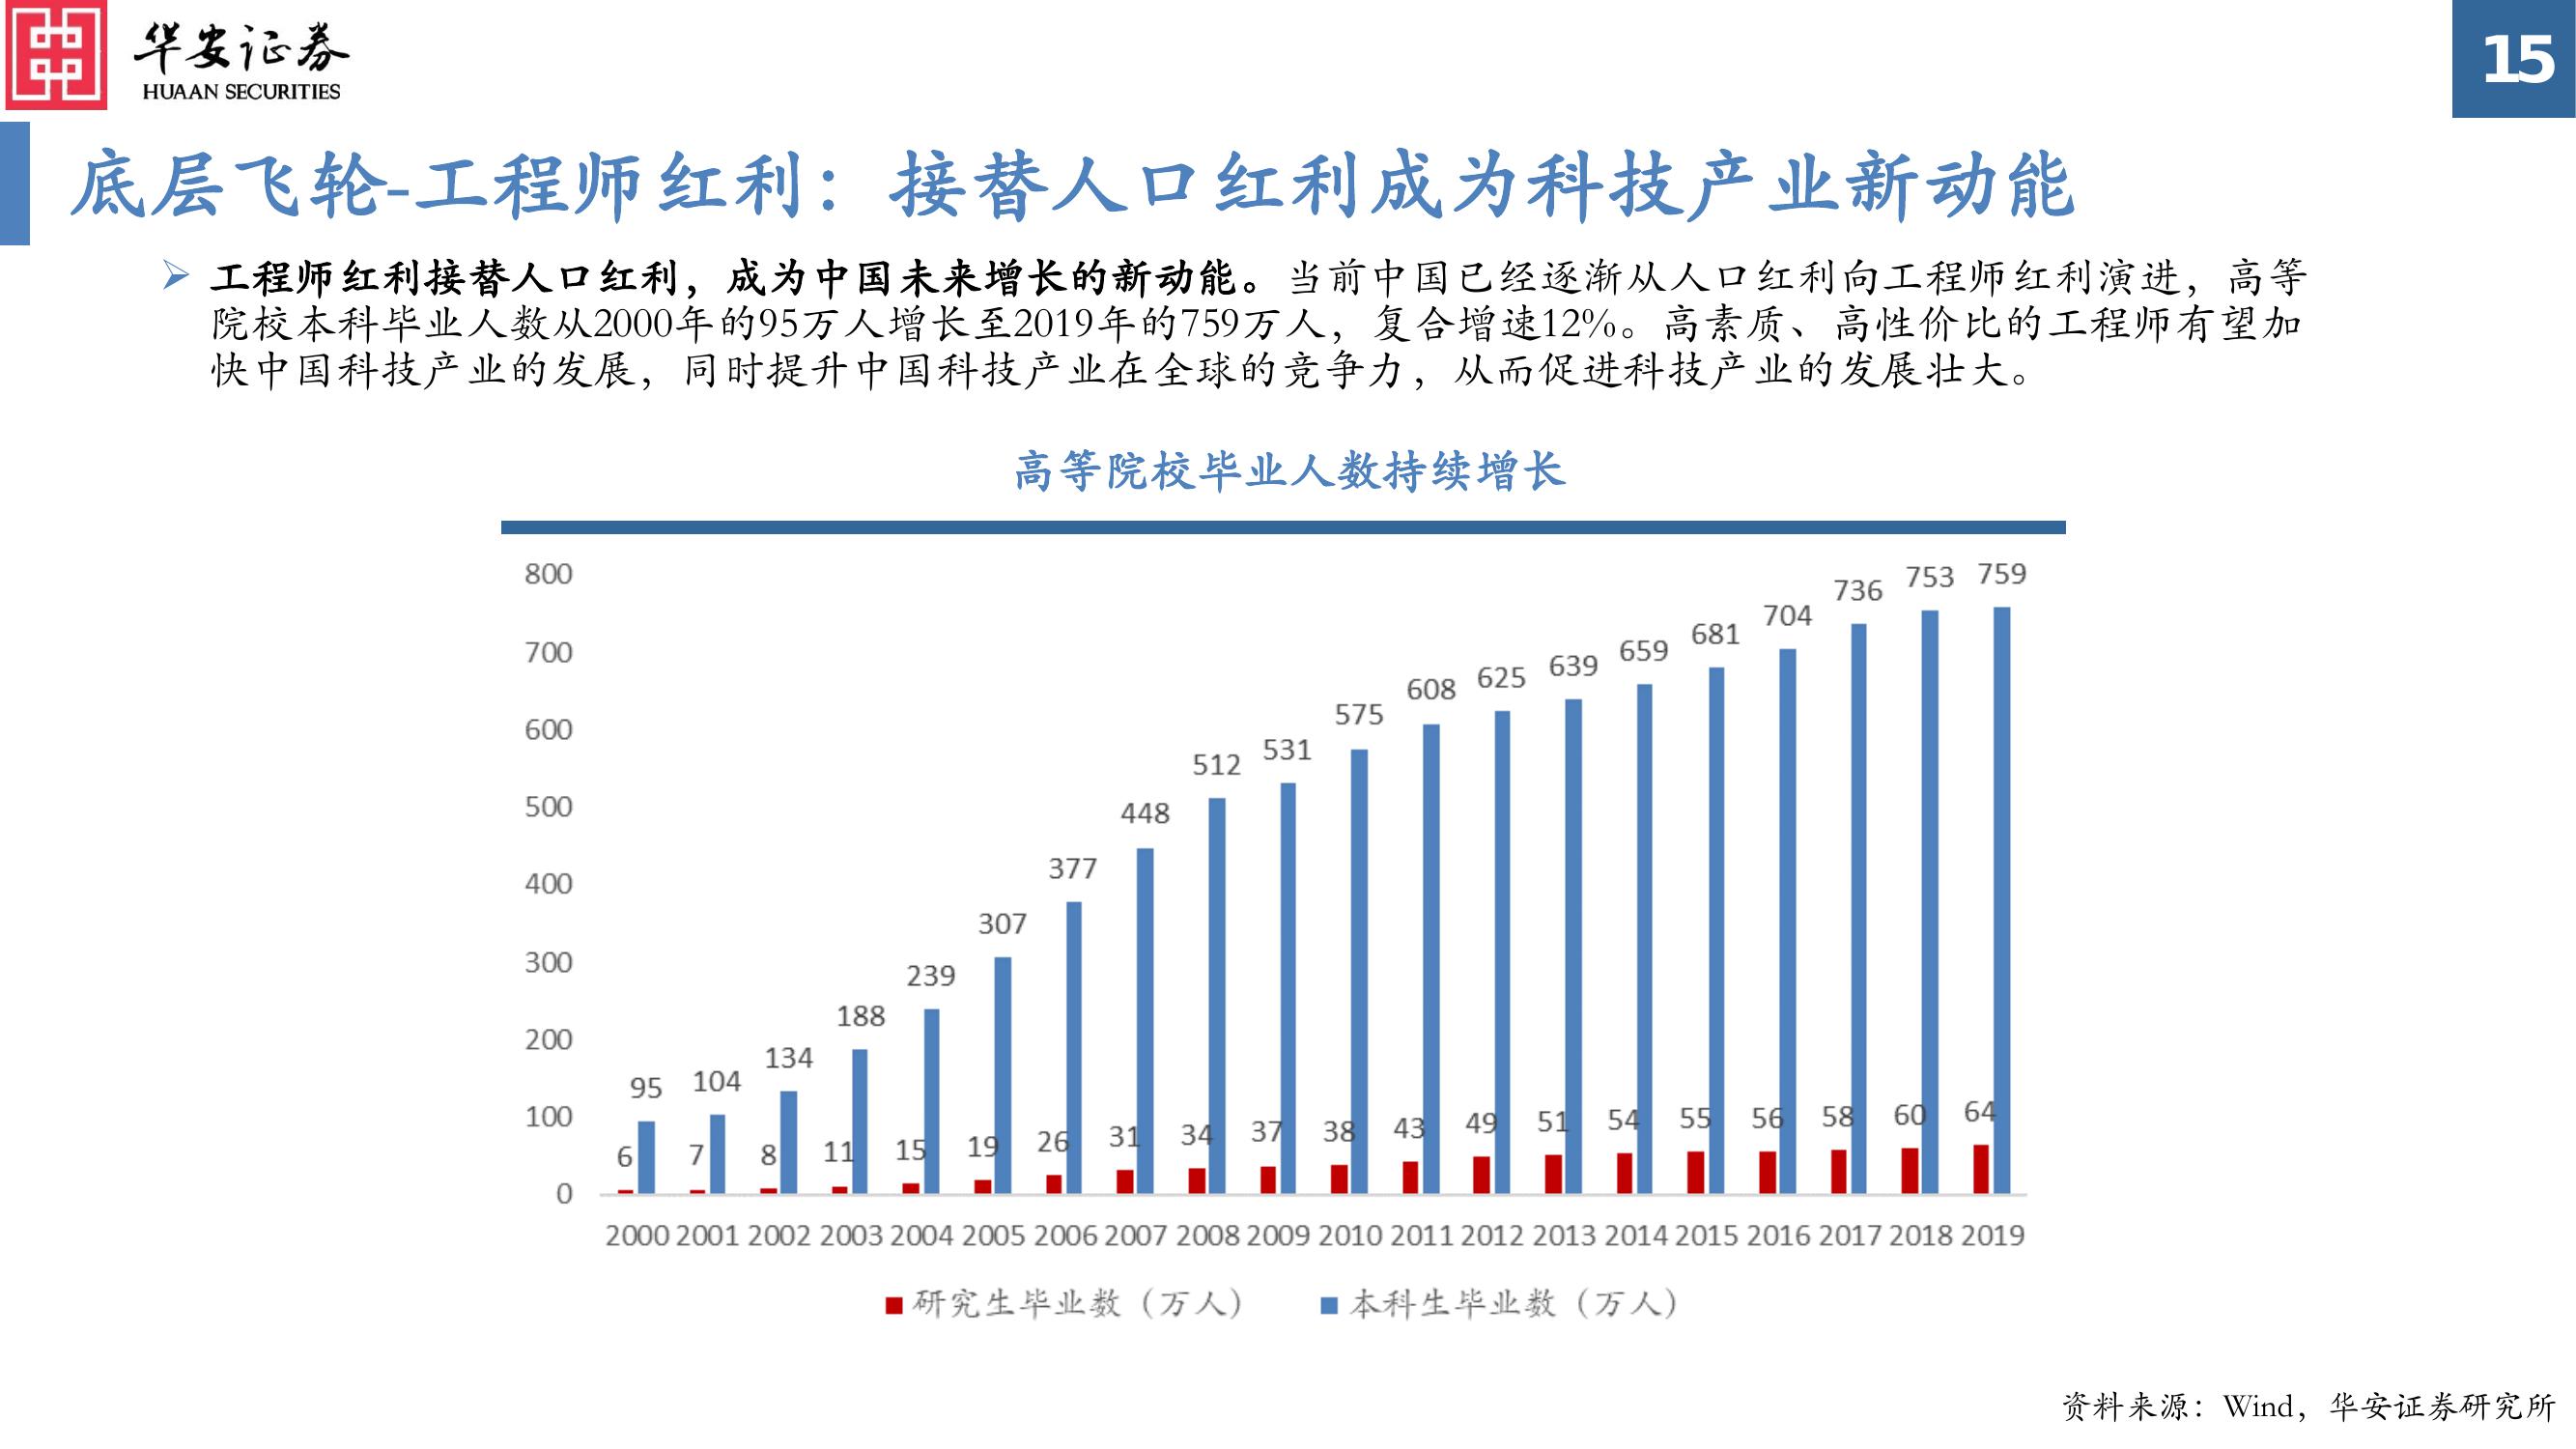 华安证券
HUAAN SECURITIES
15
底层飞轮-工程师红利：接替人口红利成为科技产业新动能
➢ 工程师红利接替人口红利，成为中国未来增长的新动能。当前中国已经逐渐从人口红利向工程师红利演进，高等
院校本科毕业人数从2000年的95万人增长至2019年的759万人，复合增速12%。高素质、高性价比的工程师有望加
快中国科技产业的发展，同时提升中国科技产业在全球的竞争力，从而促进科技产业的发展壮大。
高等院校毕业人数持续增长
800
700
600
500
400
300
200
100
0
95 104 134 188 239 307 377 448 512 531 575 608 625 639 659 681 704 736 753 759
6 7 8 11 15 19 26 31 34 37 38 43 49 51 54 55 56 58 60 64
2000 2001 2002 2003 2004 2005 2006 2007 2008 2009 2010 2011 2012 2013 2014 2015 2016 2017 2018 2019
研究生毕业数（万人） 本科生毕业数（万人）
资料来源：Wind，华安证券研究所